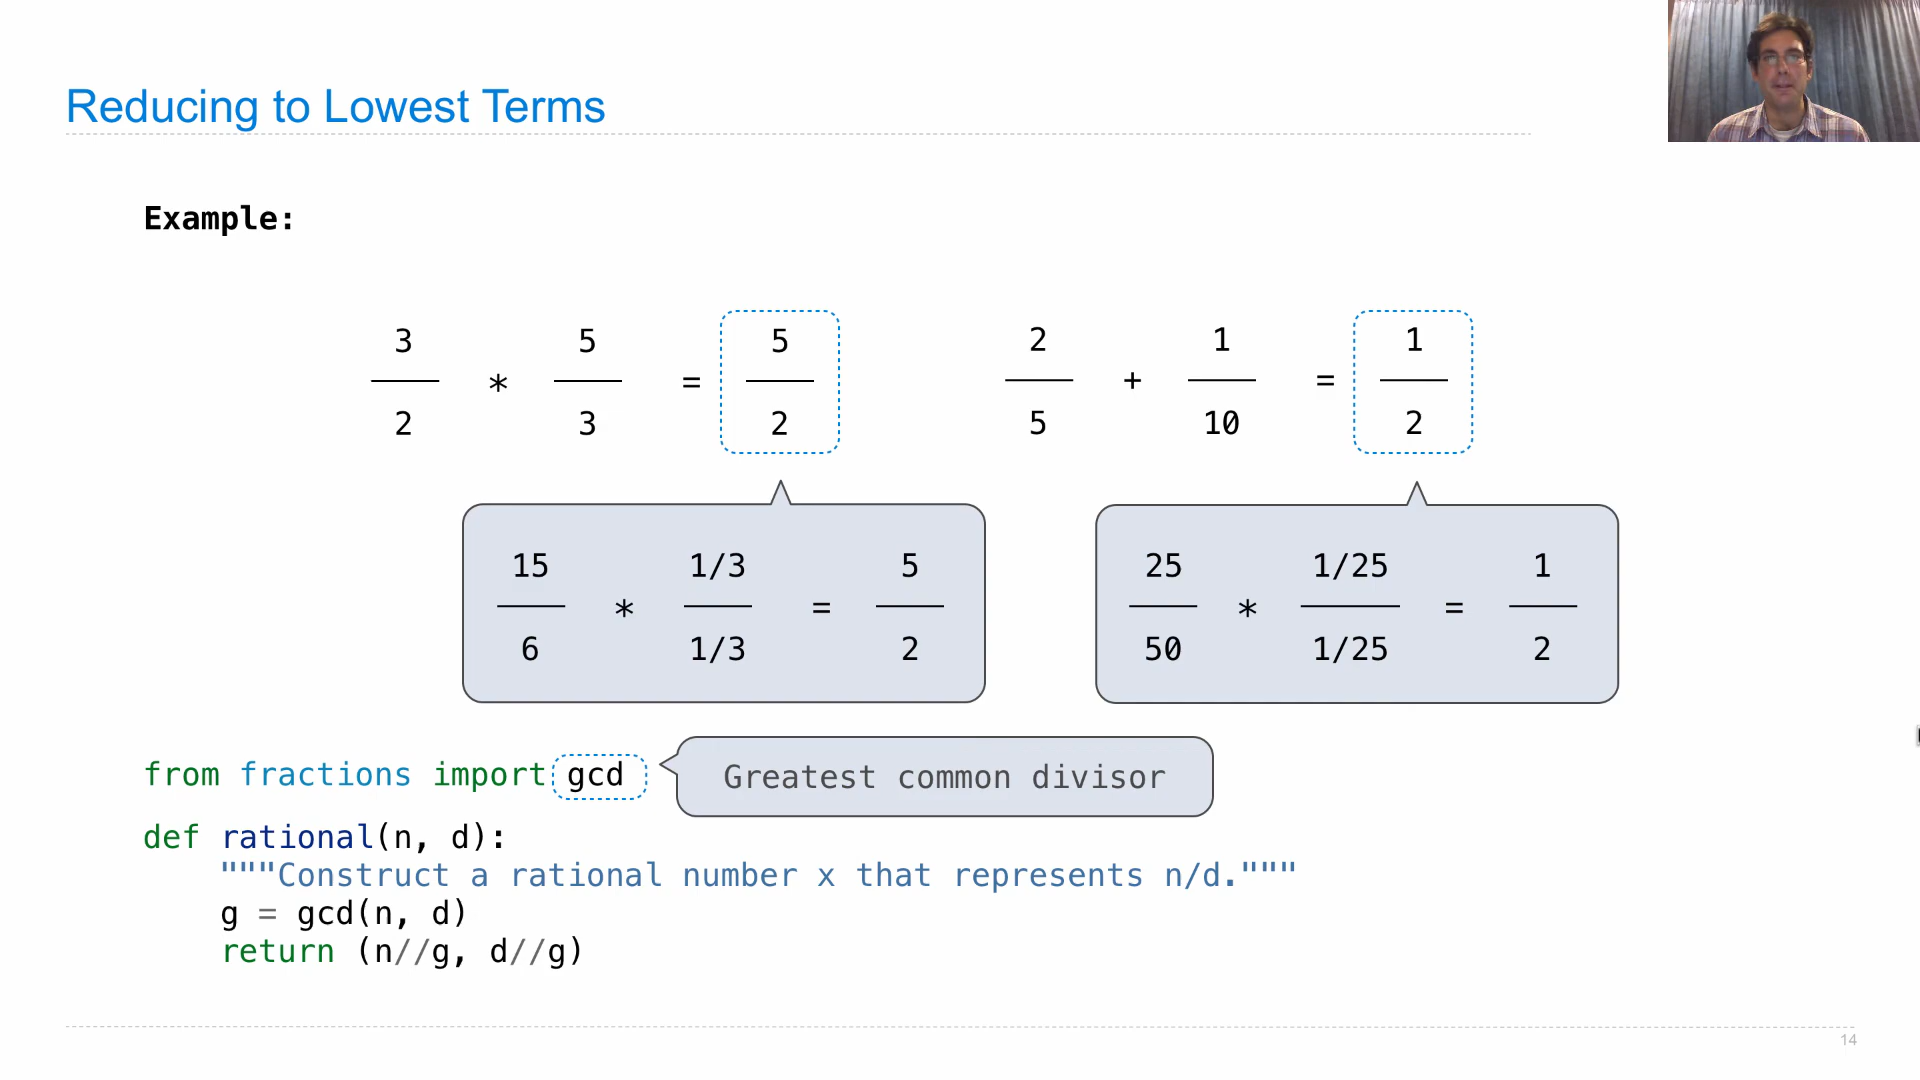 Reducing to Lowest Terms
Example:
3 5 5 2 1 1
* = + =
2 3 2 5 10 2
15 1/3 5 25 1/25 1
* = * =
6 1/3 2 50 1/25 2
from fractions import gcd Greatest common divisor
def rational(n, d):
"""Construct a rational number x that represents n/d."""
g = gcd(n, d)
return (n//g, d//g)
14